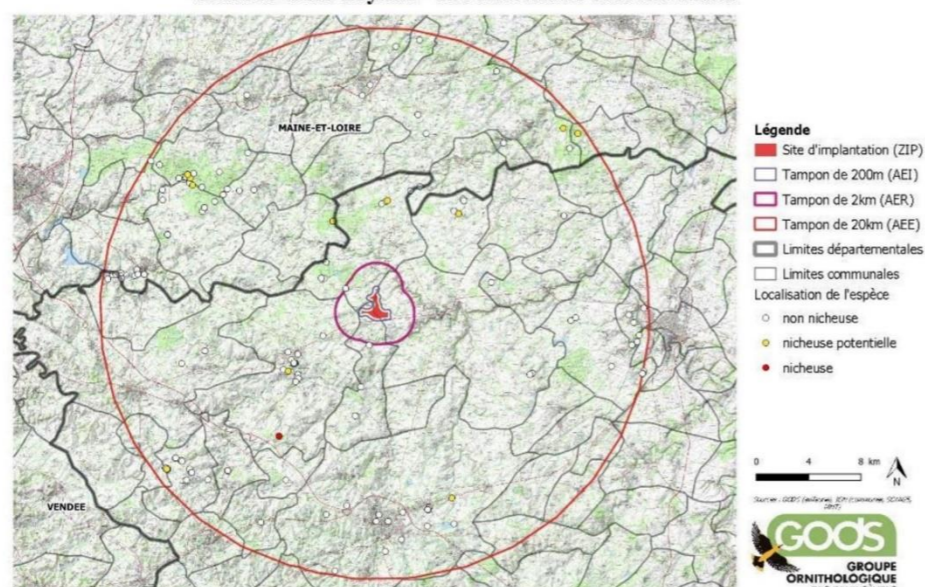 MAINE-ET-LOIRE
VENDEE
Légende
Site d'implantation (ZIP)
Tampon de 200m (AEI)
Tampon de 2km (AER)
Tampon de 20km (AEE)
Limites départementales
Limites communales
Localisation de l'espèce
non nicheuse
nicheuse potentielle
nicheuse
0 4 8 km
N
GODS
GROUPE
ORNITHOLOGIQUE